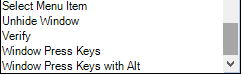 Select Menu Item
Unhide Window
Verify
Window Press Keys
Window Press Keys with Alt